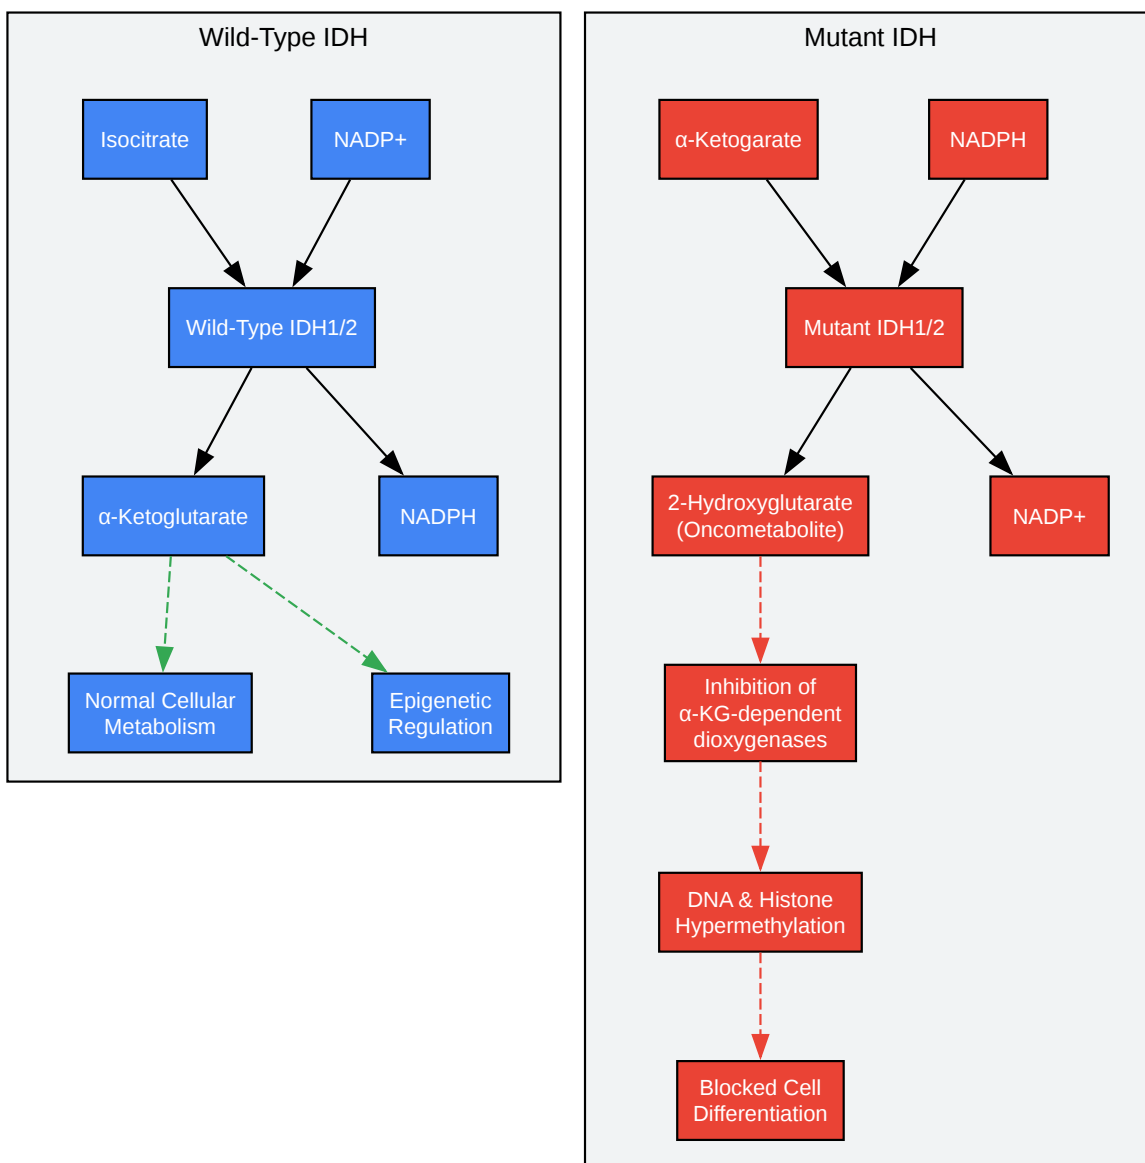 Wild-Type IDH
Isocitrate
NADP+
Wild-Type IDH1/2
α-Ketoglutarate
NADPH
Normal Cellular
Metabolism
Epigenetic
Regulation
Mutant IDH
α-Ketogarate
NADPH
Mutant IDH1/2
2-Hydroxyglutarate
(Oncometabolite)
NADP+
Inhibition of
α-KG-dependent
dioxygenases
DNA & Histone
Hypermethylation
Blocked Cell
Differentiation